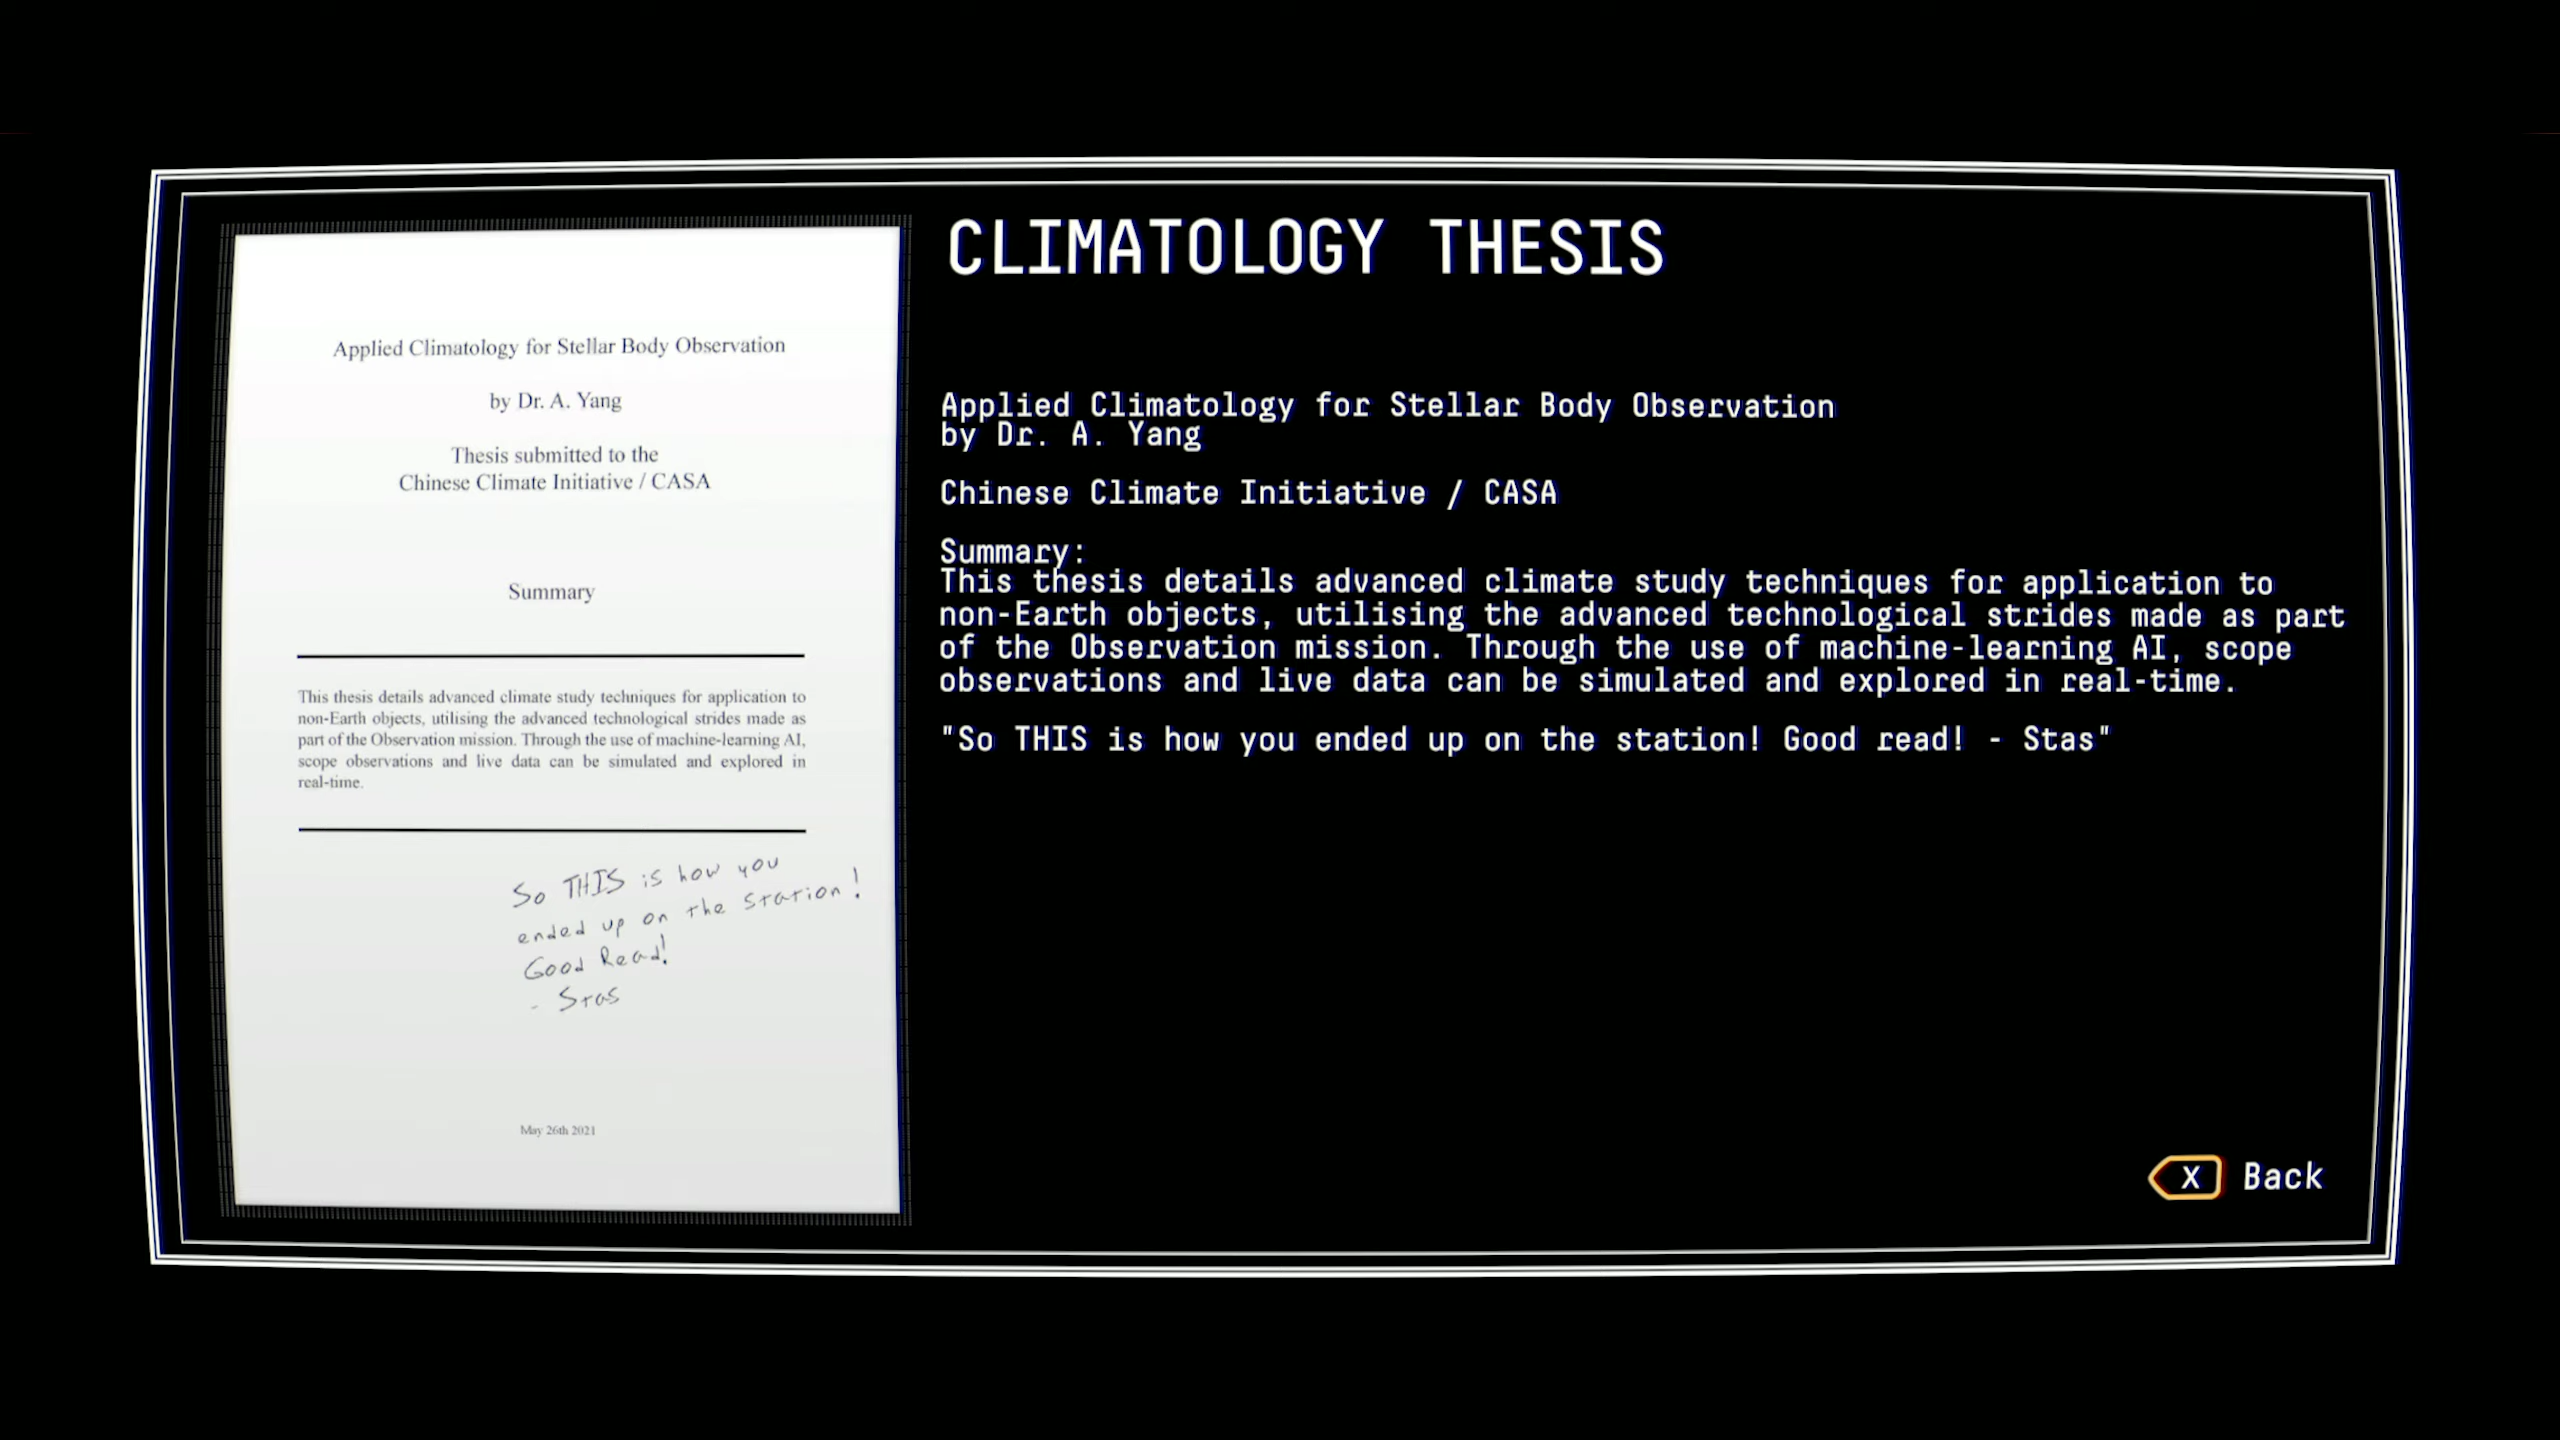 Applied Climatology for Stellar Body Observation
by Dr. A. Yang
Thesis submitted to the
Chinese Climate Initiative / CASA
Summary
This thesis details advanced climate study techniques for application to
non-Earth objects, utilising the advanced technological strides made as
part of the Observation mission. Through the use of machine-learning AI,
scope observations and live data can be simulated and explored in
real-time.
So THIS is how you
ended up on the station!
Good Read!
- Stas
May 26th 2021
CLIMATOLOGY THESIS
Applied Climatology for Stellar Body Observation
by Dr. A. Yang
Chinese Climate Initiative / CASA
Summary:
This thesis details advanced climate study techniques for application to
non-Earth objects, utilising the advanced technological strides made as part
of the Observation mission. Through the use of machine-learning AI, scope
observations and live data can be simulated and explored in real-time.
"So THIS is how you ended up on the station! Good read! - Stas"
X Back